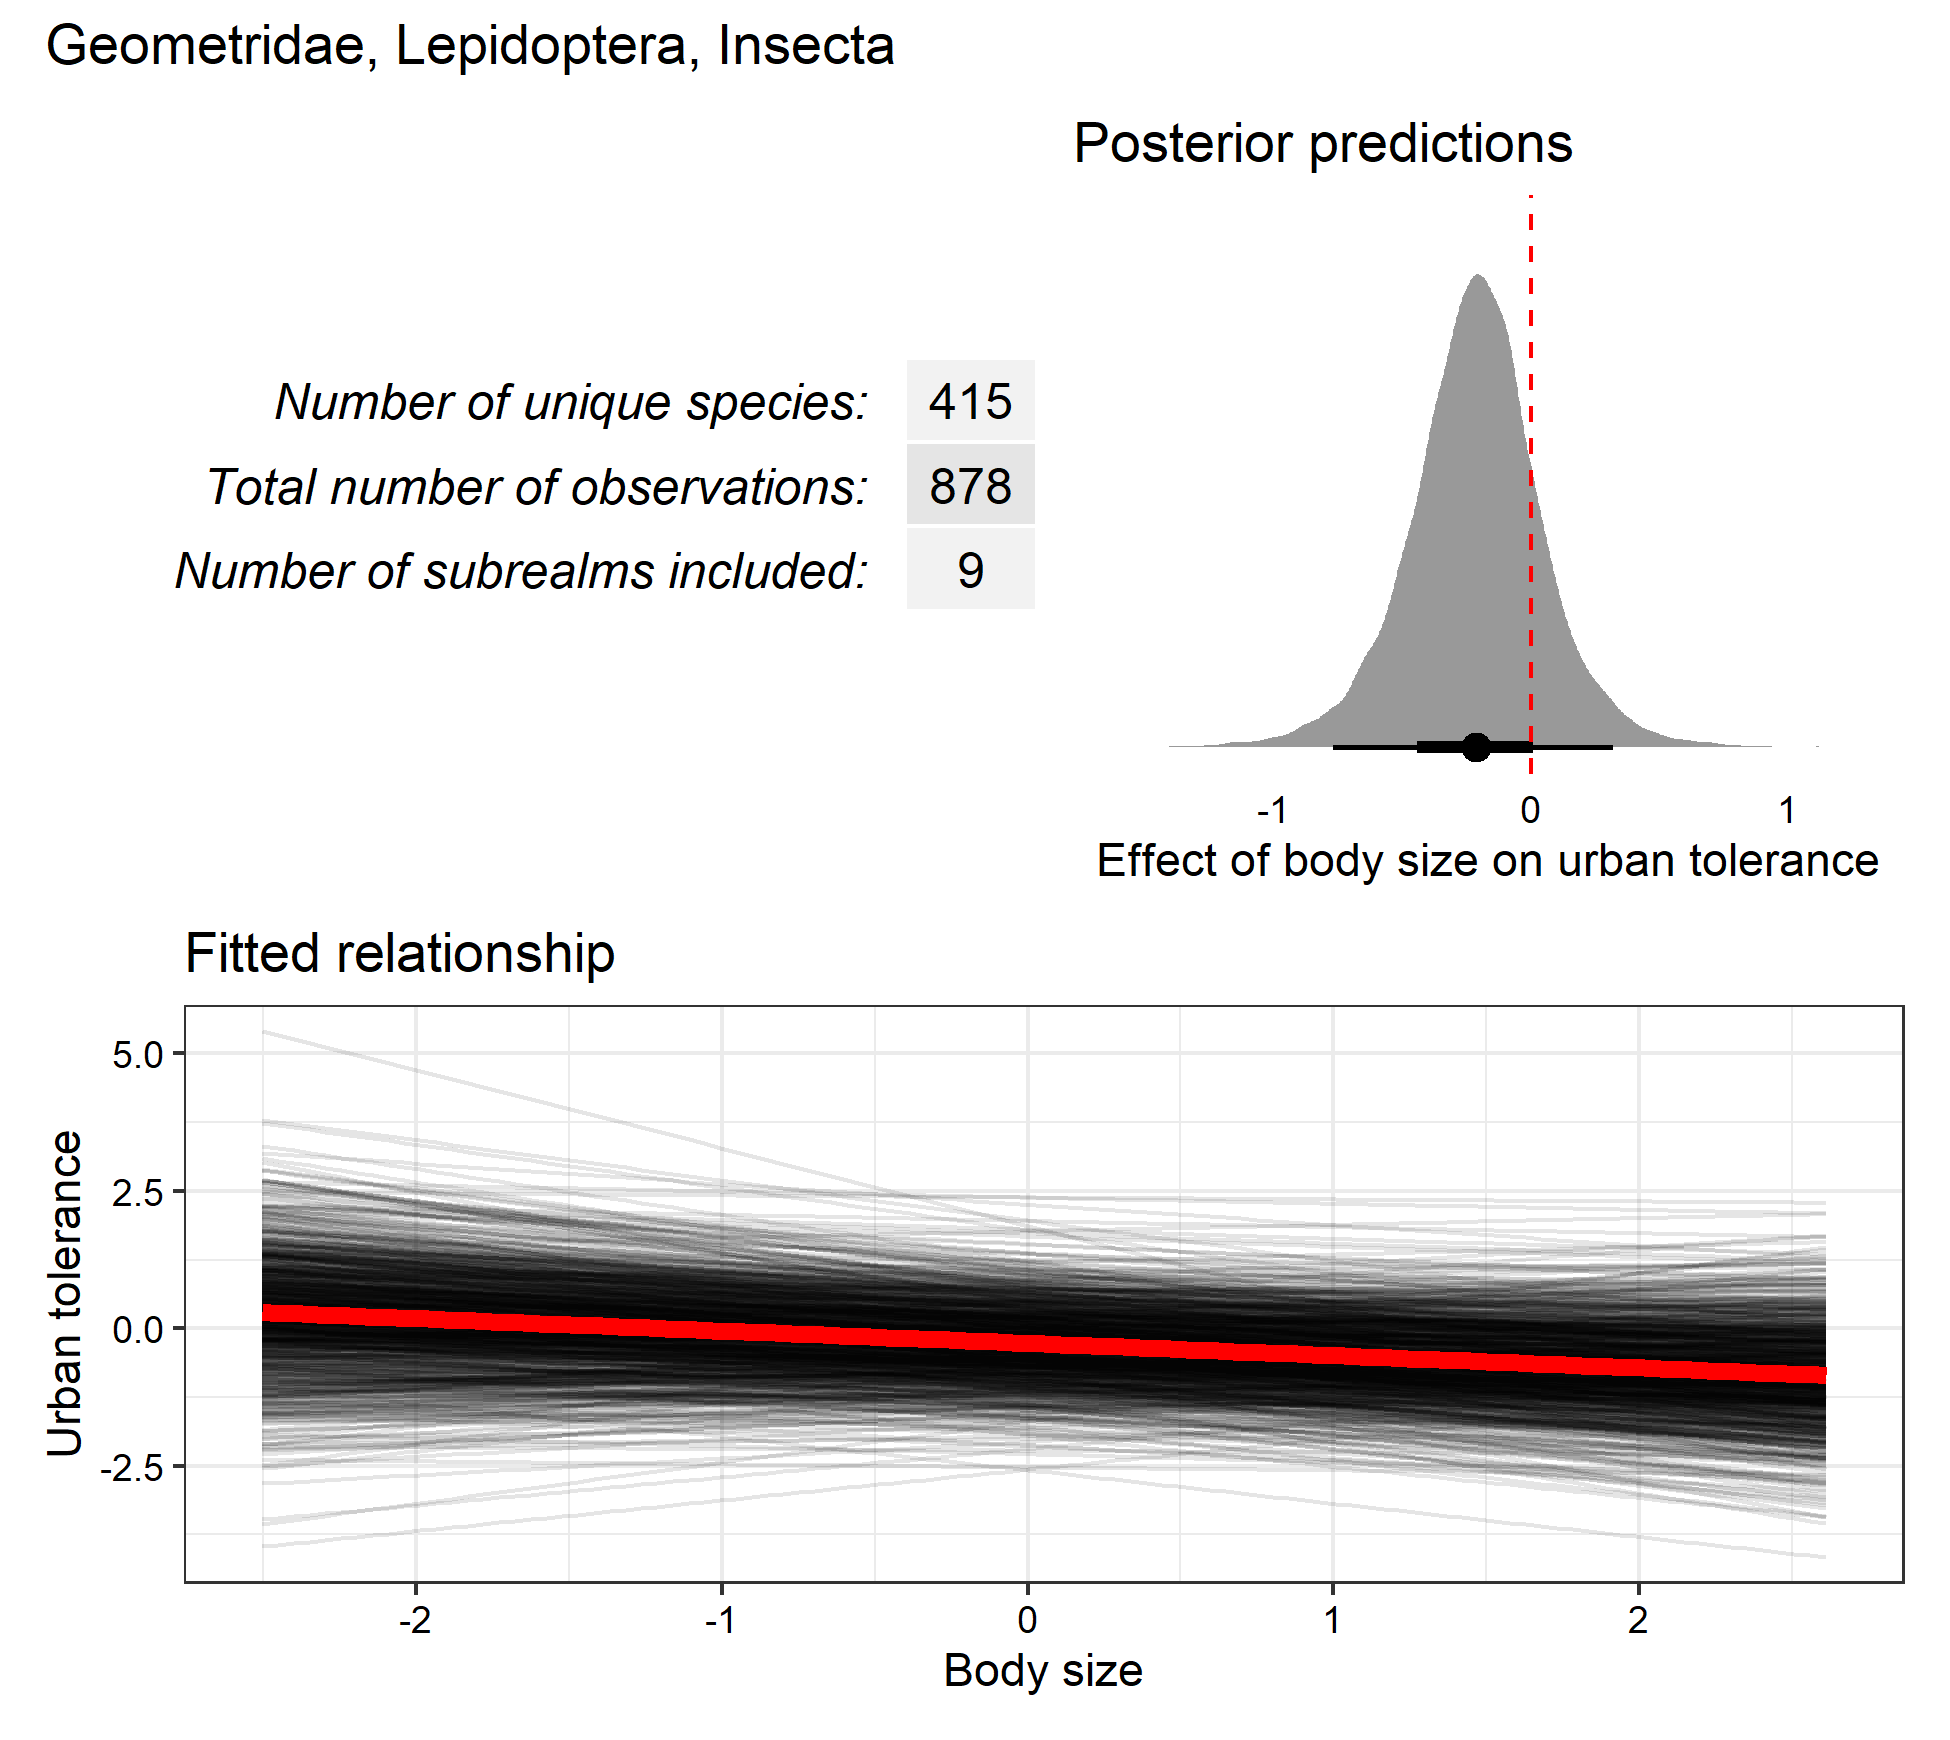 Geometridae, Lepidoptera, Insecta
Number of unique species: 415
Total number of observations: 878
Number of subrealms included: 9
Posterior predictions
-1 0 1
Effect of body size on urban tolerance
Fitted relationship
Urban tolerance
5.0
2.5
0.0
-2.5
-2 -1 0 1 2
Body size